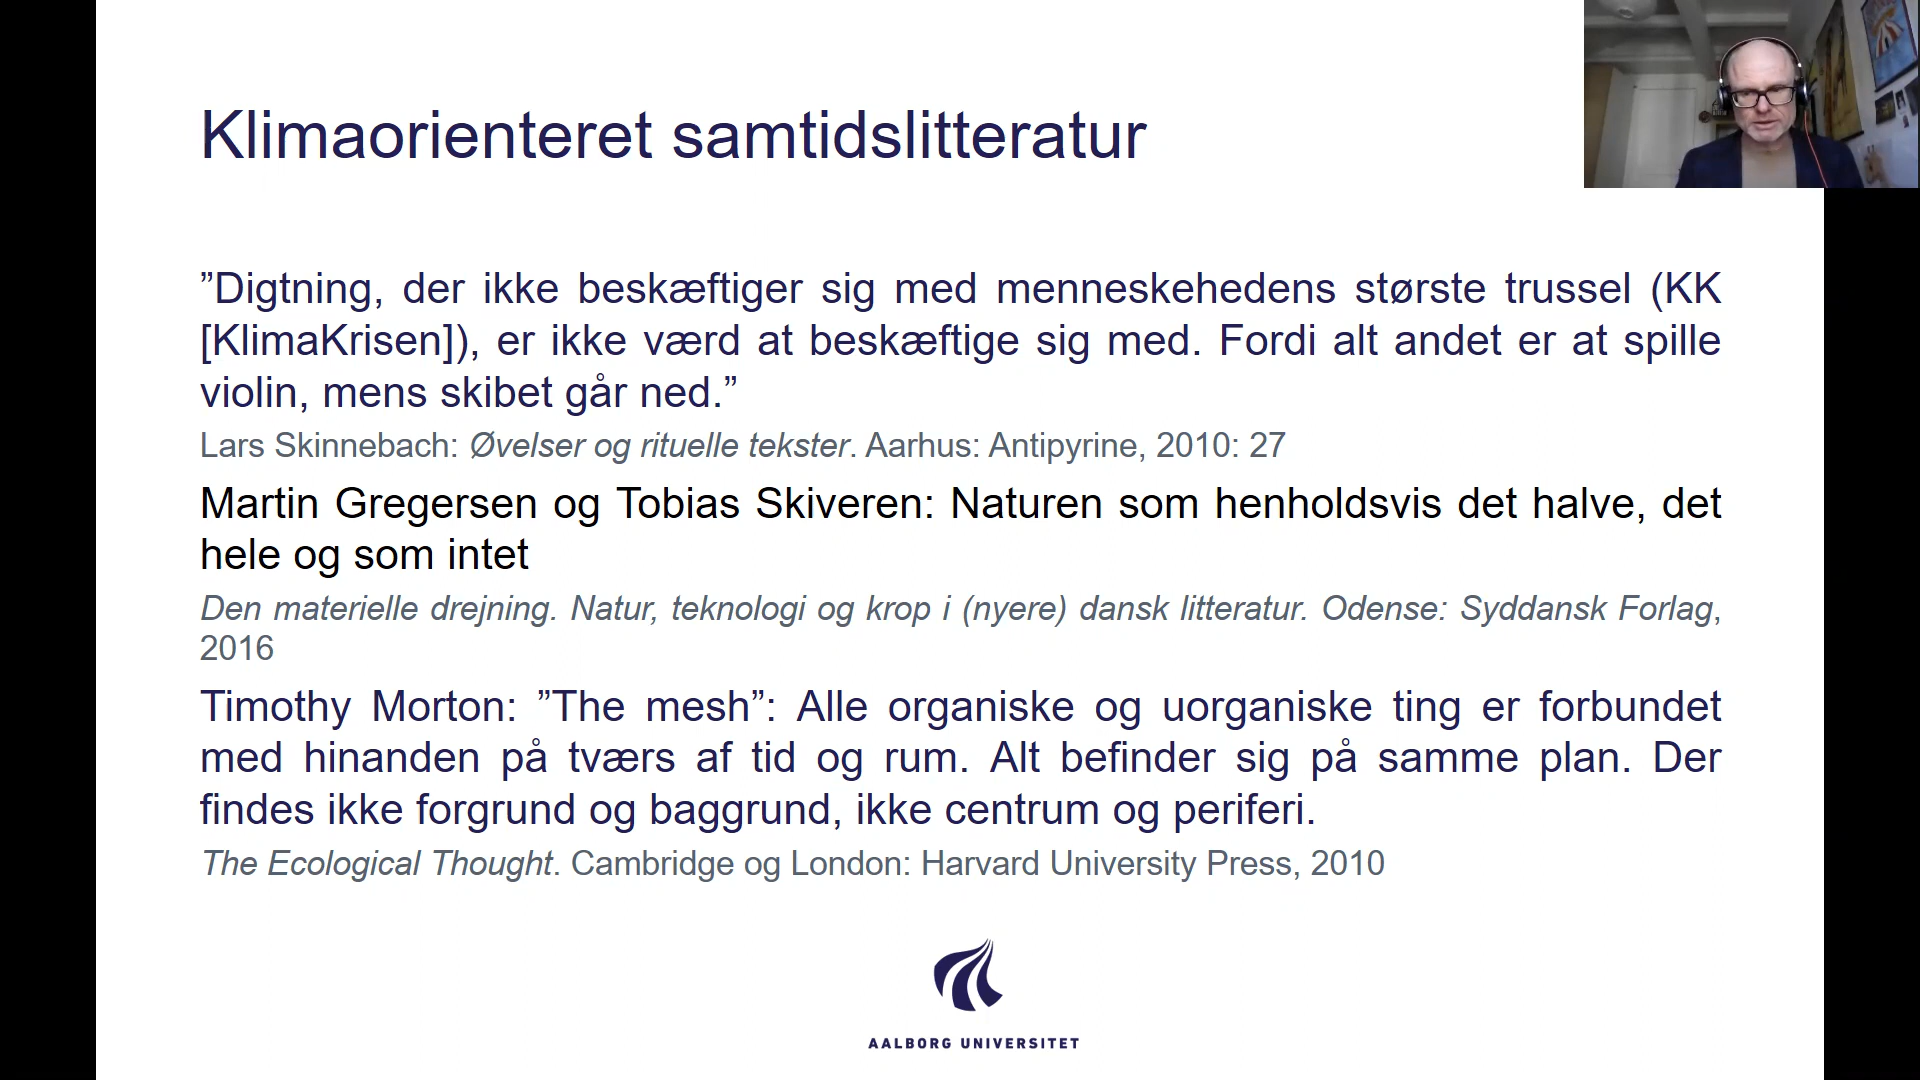 Klimaorienteret samtidslitteratur
”Digtning, der ikke beskæftiger sig med menneskehedens største trussel (KK
[KlimaKrisen]), er ikke værd at beskæftige sig med. Fordi alt andet er at spille
violin, mens skibet går ned.”
Lars Skinnebach: Øvelser og rituelle tekster. Aarhus: Antipyrine, 2010: 27
Martin Gregersen og Tobias Skiveren: Naturen som henholdsvis det halve, det
hele og som intet
Den materielle drejning. Natur, teknologi og krop i (nyere) dansk litteratur. Odense: Syddansk Forlag,
2016
Timothy Morton: ”The mesh”: Alle organiske og uorganiske ting er forbundet
med hinanden på tværs af tid og rum. Alt befinder sig på samme plan. Der
findes ikke forgrund og baggrund, ikke centrum og periferi.
The Ecological Thought. Cambridge og London: Harvard University Press, 2010
AALBORG UNIVERSITET